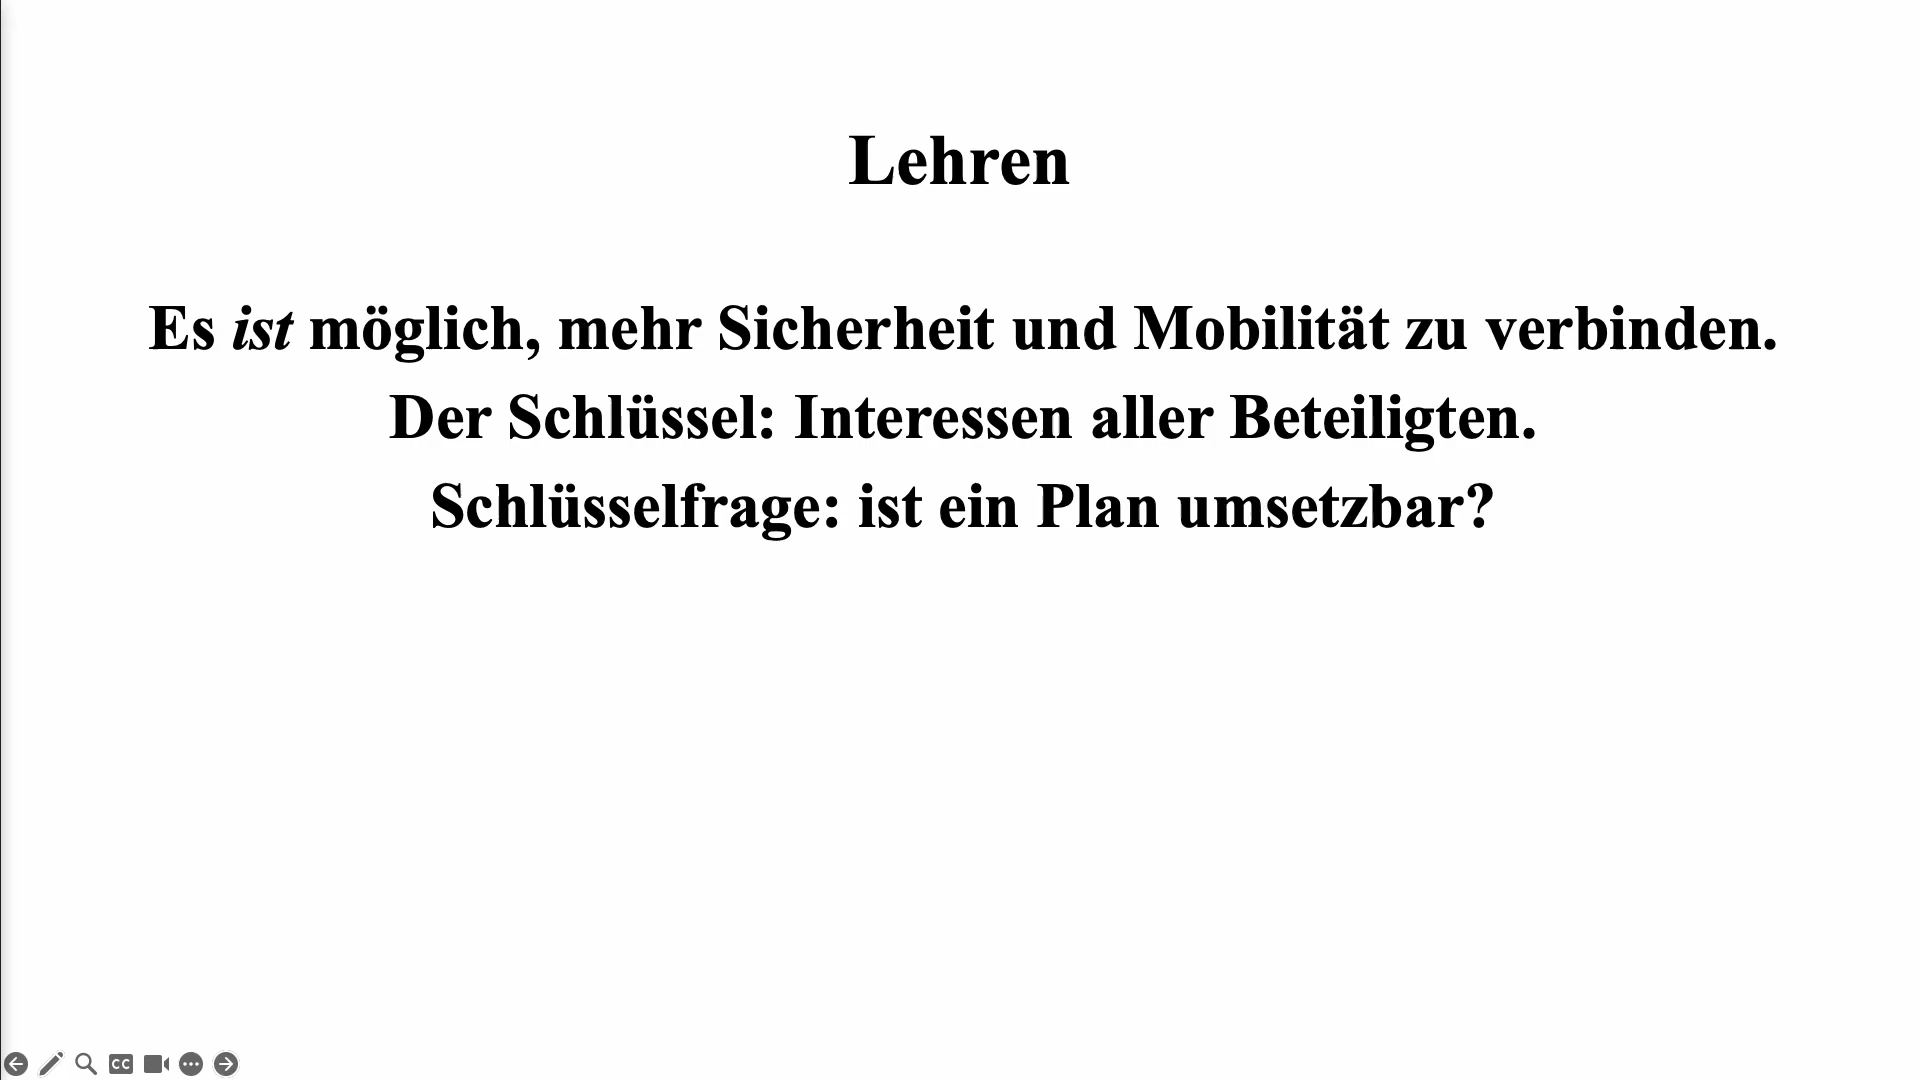 Lehren
Es ist möglich, mehr Sicherheit und Mobilität zu verbinden.
Der Schlüssel: Interessen aller Beteiligten.
Schlüsselfrage: ist ein Plan umsetzbar?
CC